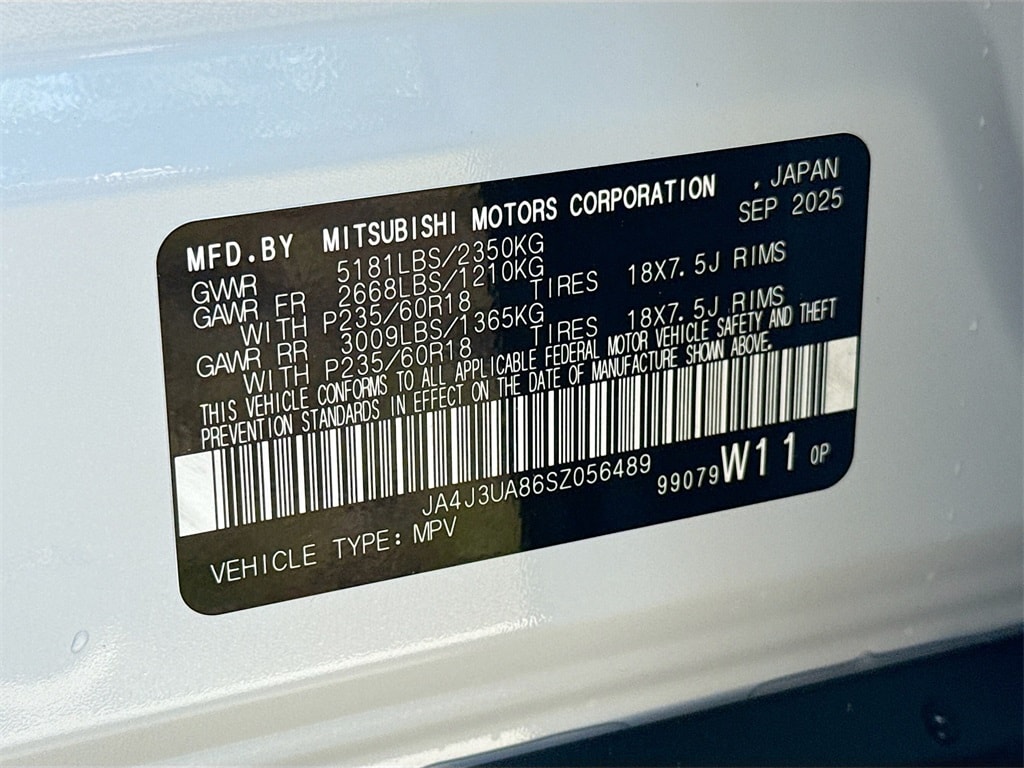 MFD.BY MITSUBISHI MOTORS CORPORATION , JAPAN
GVWR 5181LBS/2350KG SEP 2025
GAWR FR 2668LBS/1210KG
WITH P235/60R18 TIRES 18X7.5J RIMS
GAWR RR 3009LBS/1365KG
WITH P235/60R18 TIRES 18X7.5J RIMS
THIS VEHICLE CONFORMS TO ALL APPLICABLE FEDERAL MOTOR VEHICLE SAFETY AND THEFT
PREVENTION STANDARDS IN EFFECT ON THE DATE OF MANUFACTURE SHOWN ABOVE.
JA4J3UA86SZ056489 99079 W11 OP
VEHICLE TYPE: MPV